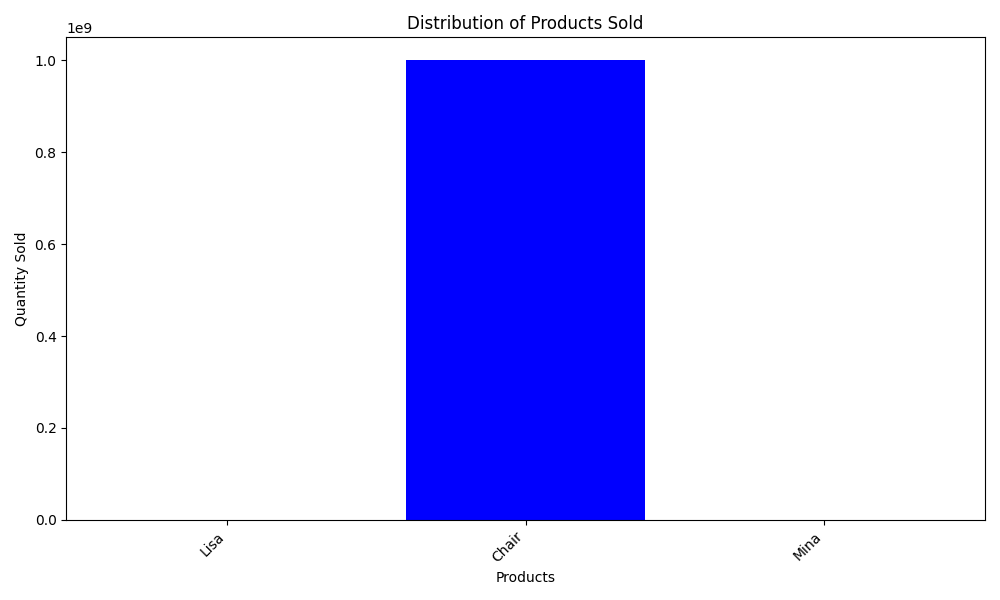 Distribution of Products Sold
1e9
1.0
0.8
0.6
0.4
0.2
0.0
Quantity Sold
Lisa
Chair
Mina
Products